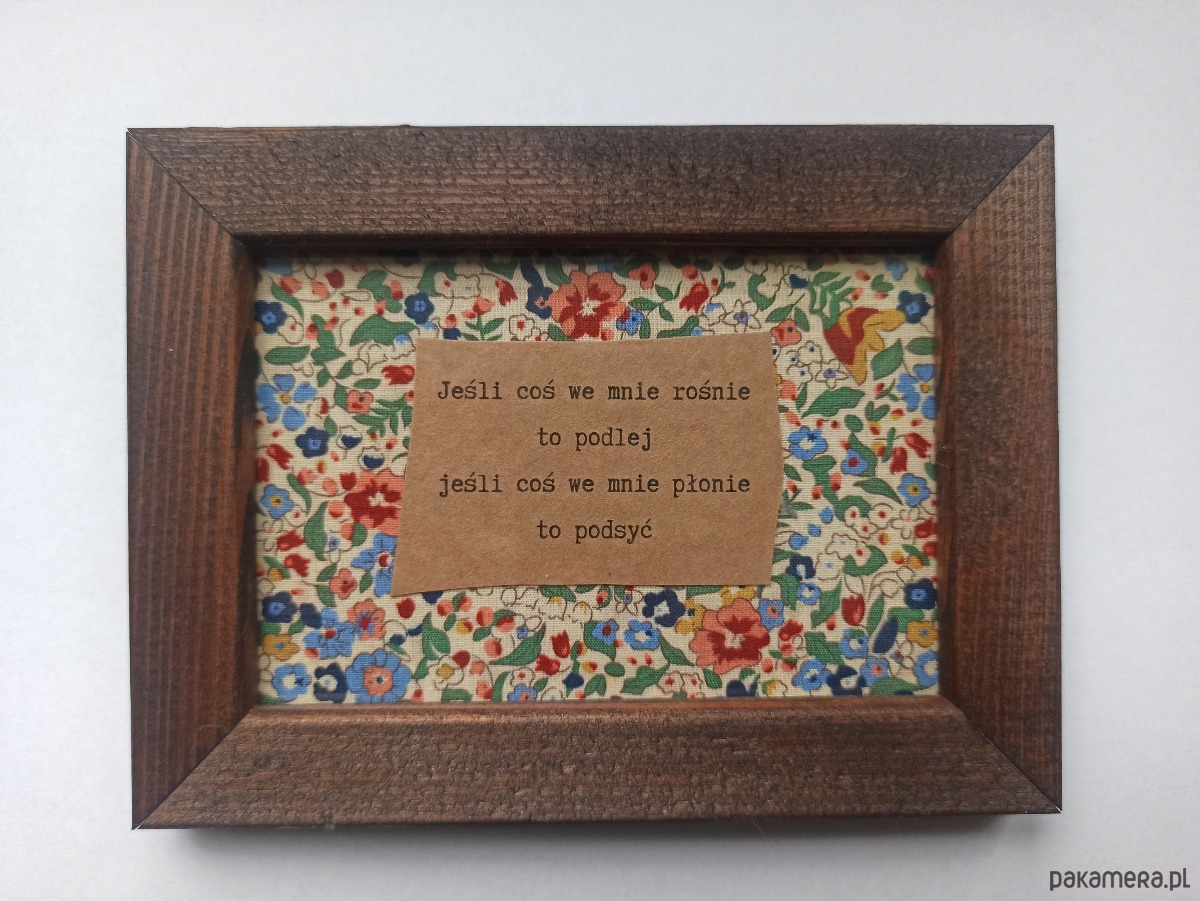 Jeśli coś we mnie rośnie
to podlej
jeśli coś we mnie płonie
to podsyć
pakamera.pl